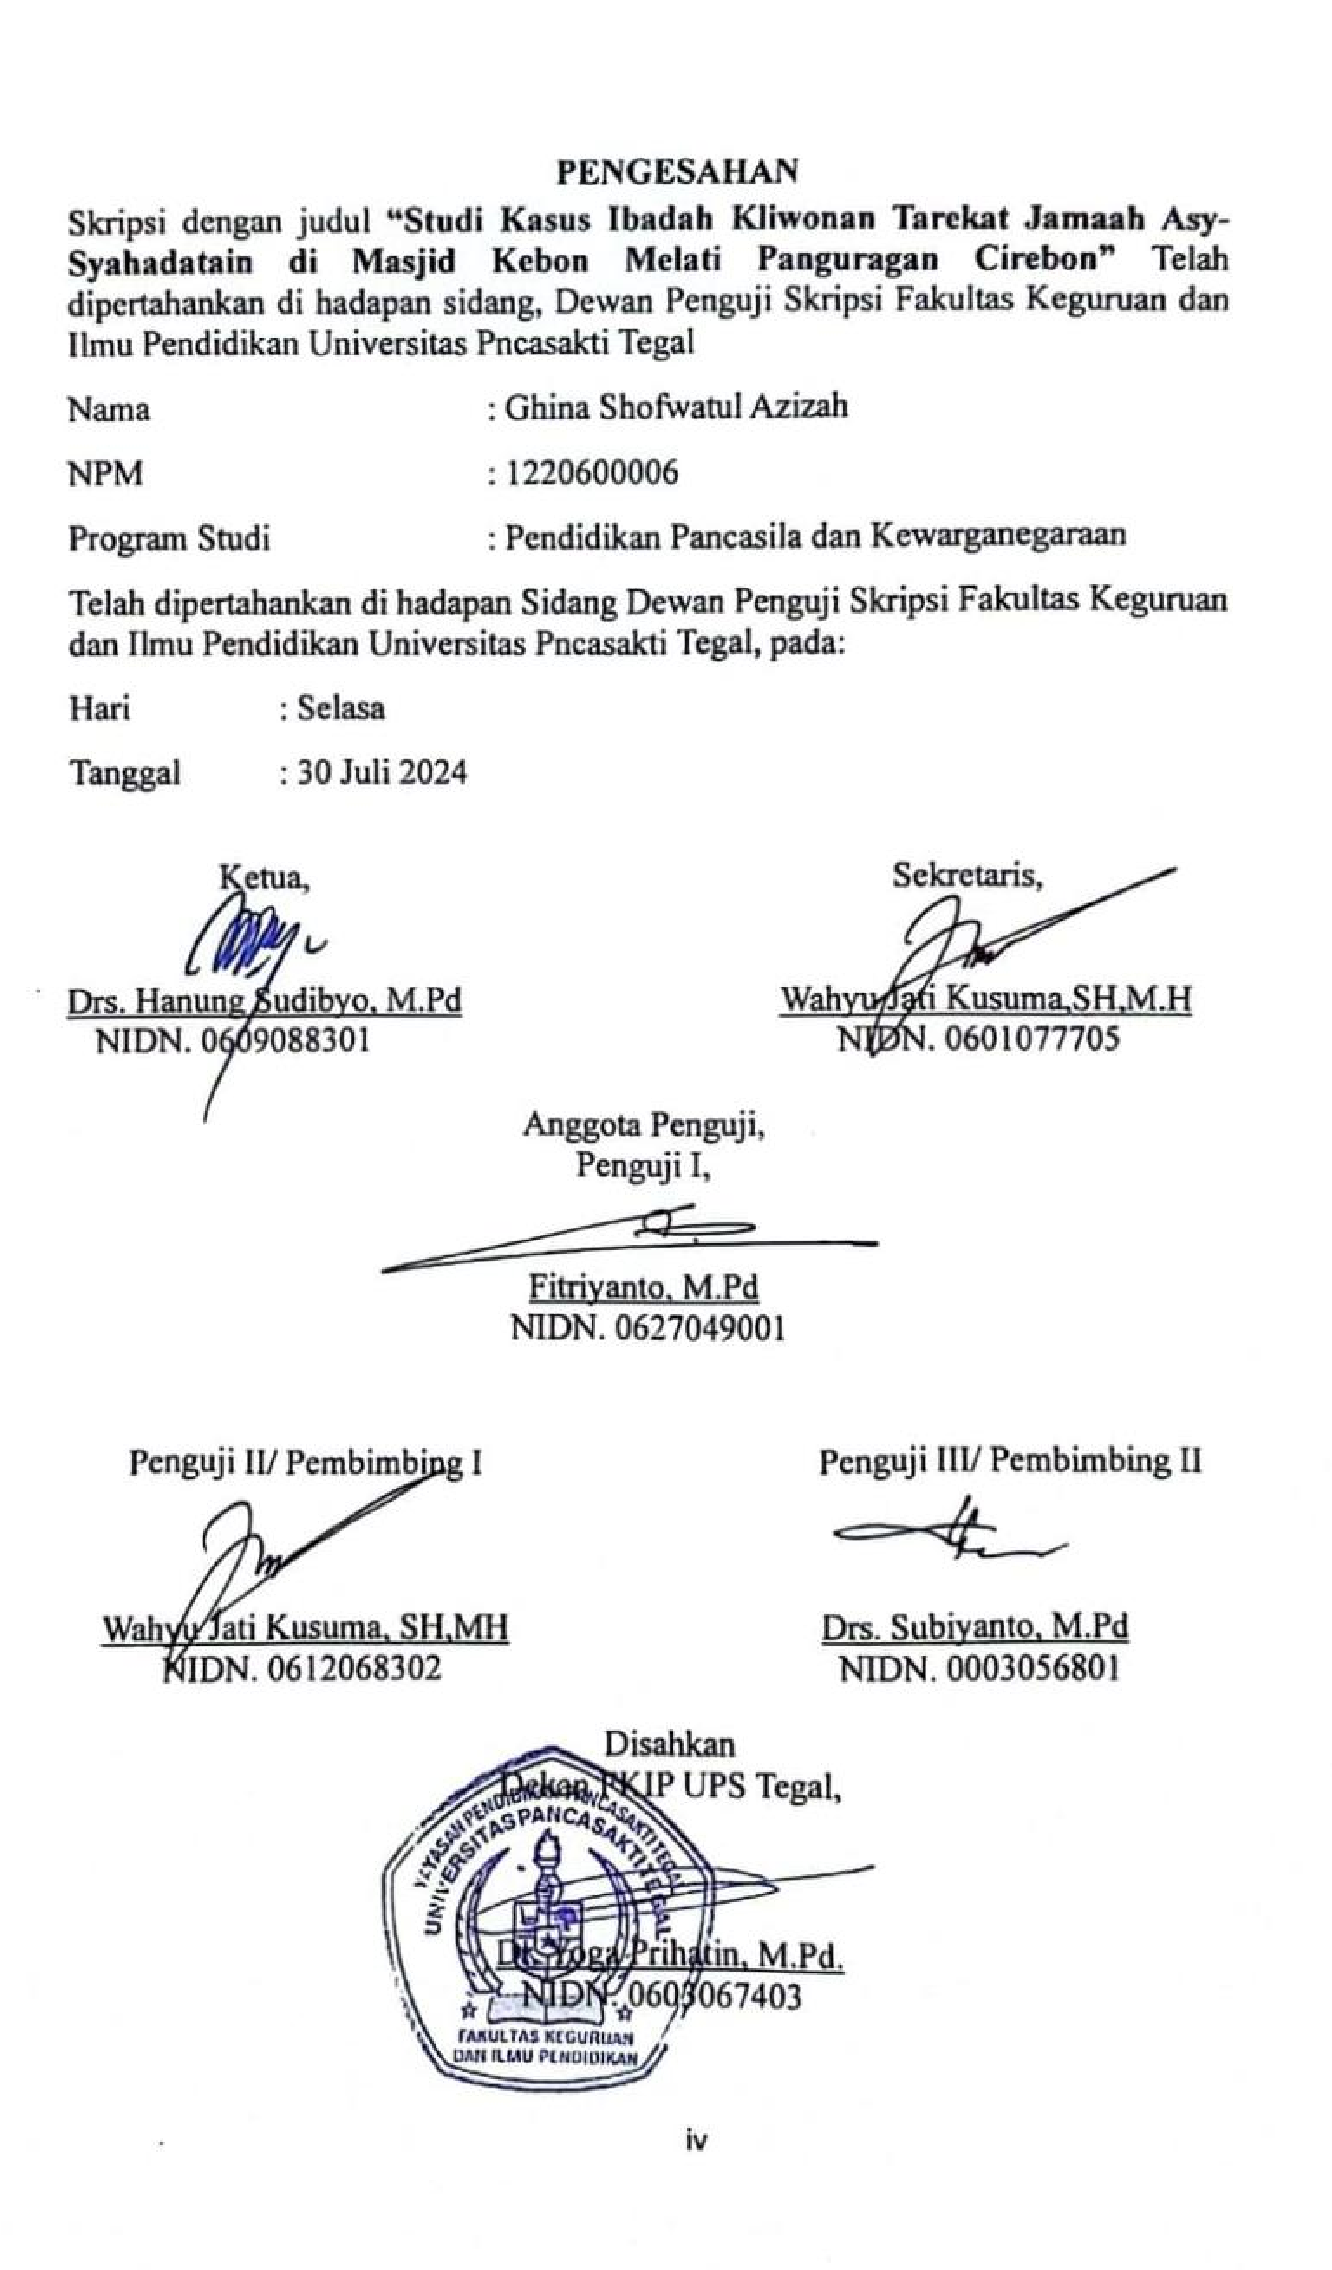 PENGESAHAN
Skripsi dengan judul “Studi Kasus Ibadah Kliwonan Tarekat Jamaah Asy-
Syahadatain di Masjid Kebon Melati Panguragan Cirebon” Telah
dipertahankan di hadapan sidang, Dewan Penguji Skripsi Fakultas Keguruan dan
Ilmu Pendidikan Universitas Pncasakti Tegal
Nama : Ghina Shofwatul Azizah
NPM : 1220600006
Program Studi : Pendidikan Pancasila dan Kewarganegaraan
Telah dipertahankan di hadapan Sidang Dewan Penguji Skripsi Fakultas Keguruan
dan Ilmu Pendidikan Universitas Pncasakti Tegal, pada:
Hari : Selasa
Tanggal : 30 Juli 2024
Ketua,
Drs. Hanung Sudibyo, M.Pd
NIDN. 0609088301
Sekretaris,
Wahyu Jati Kusuma,SH,M.H
NIDN. 0601077705
Anggota Penguji,
Penguji I,
Fitriyanto, M.Pd
NIDN. 0627049001
Penguji II/ Pembimbing I
Wahyu Jati Kusuma, SH,MH
NIDN. 0612068302
Penguji III/ Pembimbing II
Drs. Subiyanto, M.Pd
NIDN. 0003056801
Disahkan
Dekan FKIP UPS Tegal,
YAYASAN PENDIDIKAN PANCASAKTI TEGAL
UNIVERSITAS PANCASAKTI TEGAL
Dr. Yoga Prihatin, M.Pd.
NIDN. 0603067403
FAKULTAS KEGURUAN
DAN ILMU PENDIDIKAN
iv